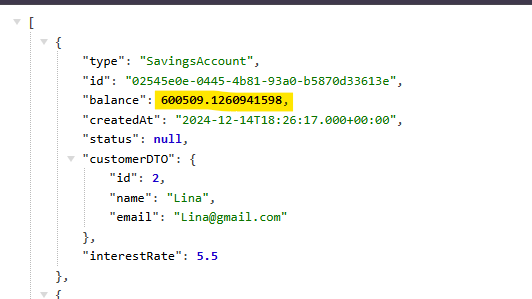 [
{
"type": "SavingsAccount",
"id": "02545e0e-0445-4b81-93a0-b5870d33613e",
"balance": 600509.1260941598,
"createdAt": "2024-12-14T18:26:17.000+00:00",
"status": null,
"customerDTO": {
"id": 2,
"name": "Lina",
"email": "Lina@gmail.com"
},
"interestRate": 5.5
},
{